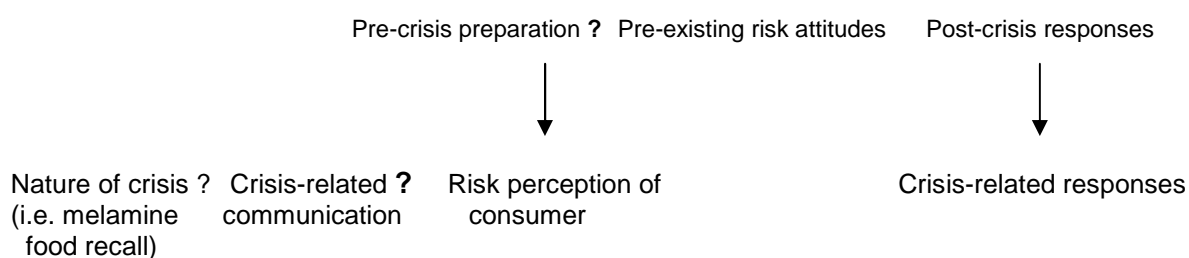 Pre-crisis preparation ? Pre-existing risk attitudes Post-crisis responses
Nature of crisis ? Crisis-related ? Risk perception of Crisis-related responses
(i.e. melamine communication consumer
food recall)